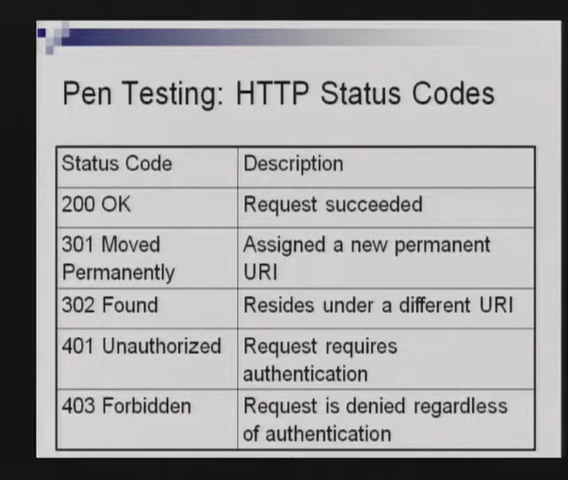 Pen Testing: HTTP Status Codes
Status Code Description
200 OK Request succeeded
301 Moved Assigned a new permanent
Permanently URI
302 Found Resides under a different URI
401 Unauthorized Request requires
authentication
403 Forbidden Request is denied regardless
of authentication